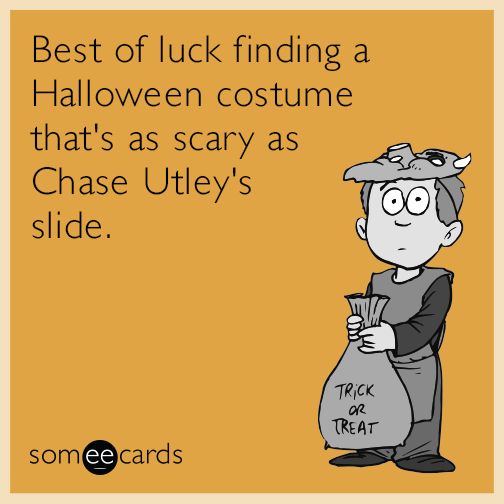 Best of luck finding a
Halloween costume
that's as scary as
Chase Utley's
slide.
TRiCK
OR
TREAT
someecards